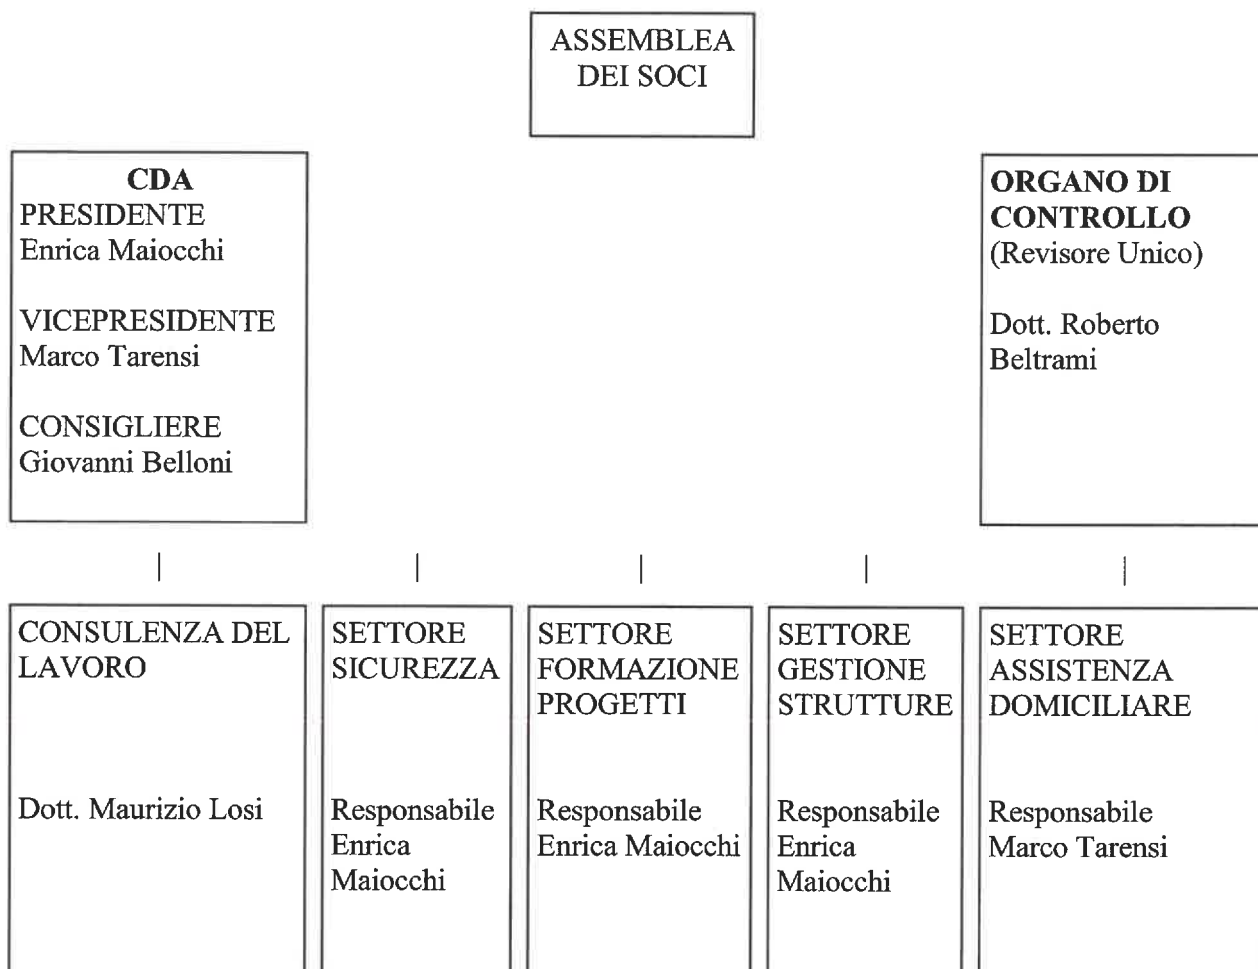 ASSEMBLEA
DEI SOCI
CDA
PRESIDENTE
Enrica Maiocchi
VICEPRESIDENTE
Marco Tarensi
CONSIGLIERE
Giovanni Belloni
ORGANO DI
CONTROLLO
(Revisore Unico)
Dott. Roberto
Beltrami
CONSULENZA DEL
LAVORO
Dott. Maurizio Losi
SETTORE
SICUREZZA
Responsabile
Enrica
Maiocchi
SETTORE
FORMAZIONE
PROGETTI
Responsabile
Enrica Maiocchi
SETTORE
GESTIONE
STRUTTURE
Responsabile
Enrica
Maiocchi
SETTORE
ASSISTENZA
DOMICILIARE
Responsabile
Marco Tarensi